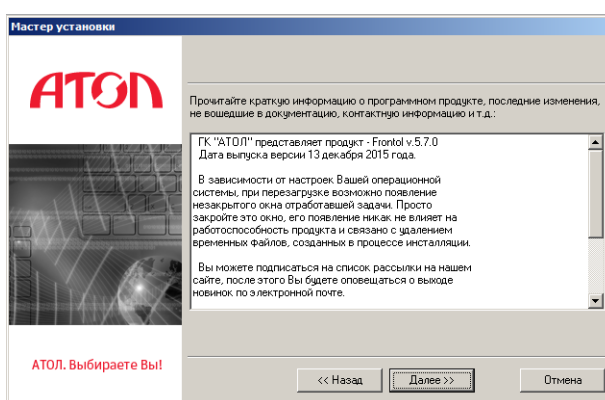 Мастер установки
АТОЛ
Прочитайте краткую информацию о программном продукте, последние изменения,
не вошедшие в документацию, контактную информацию и т.д.:
ГК "АТОЛ" представляет продукт - Frontol v.5.7.0
Дата выпуска версии 13 декабря 2015 года.
В зависимости от настроек Вашей операционной
системы, при перезагрузке возможно появление
незакрытого окна отработавшей задачи. Просто
закройте это окно, его появление никак не влияет на
работоспособность продукта и связано с удалением
временных файлов, созданных в процессе инсталляции.
Вы можете подписаться на список рассылки на нашем
сайте, после этого Вы будете оповещаться о выходе
новинок по электронной почте.
АТОЛ. Выбираете Вы!
<< Назад
Далее >>
Отмена